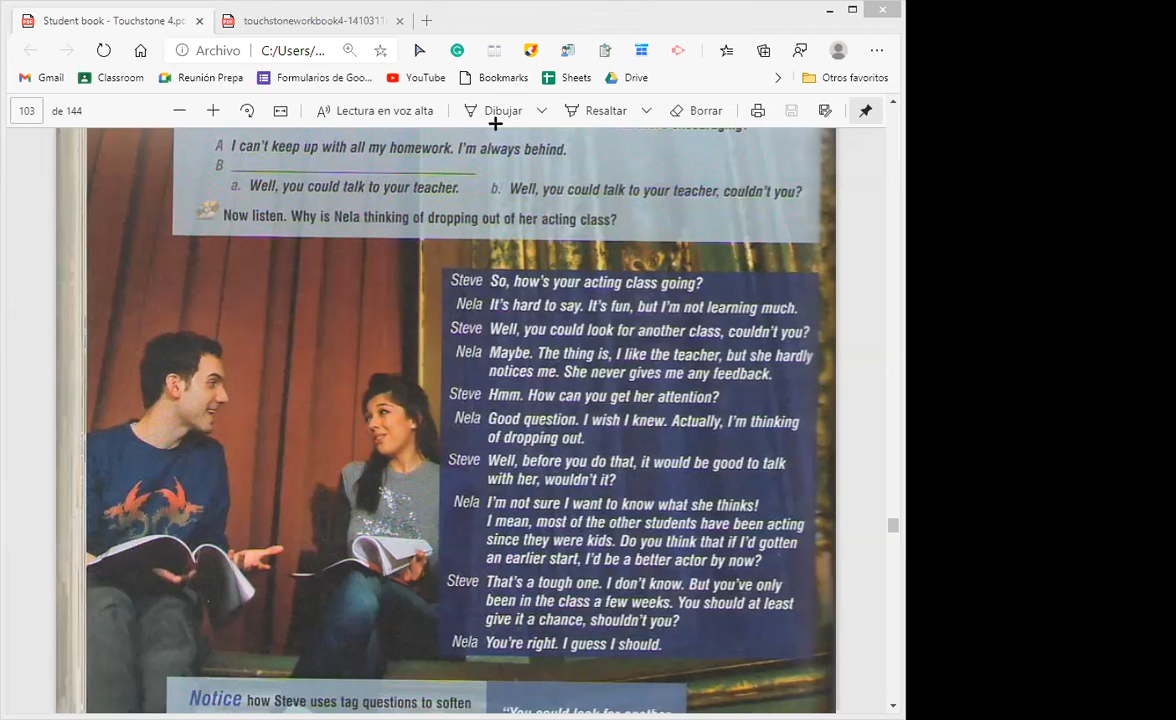 Student book - Touchstone 4.pd
touchstoneworkbook4-1410311
Archivo C:/Users/...
Gmail Classroom Reunión Prepa Formularios de Goo... YouTube Bookmarks Sheets Drive Otros favoritos
103 de 144 Lectura en voz alta Dibujar Resaltar Borrar
A I can't keep up with all my homework. I'm always behind.
B
a. Well, you could talk to your teacher. b. Well, you could talk to your teacher, couldn't you?
Now listen. Why is Nela thinking of dropping out of her acting class?
Steve So, how's your acting class going?
Nela It's hard to say. It's fun, but I'm not learning much.
Steve Well, you could look for another class, couldn't you?
Nela Maybe. The thing is, I like the teacher, but she hardly
notices me. She never gives me any feedback.
Steve Hmm. How can you get her attention?
Nela Good question. I wish I knew. Actually, I'm thinking
of dropping out.
Steve Well, before you do that, it would be good to talk
with her, wouldn't it?
Nela I'm not sure I want to know what she thinks!
I mean, most of the other students have been acting
since they were kids. Do you think that if I'd gotten
an earlier start, I'd be a better actor by now?
Steve That's a tough one. I don't know. But you've only
been in the class a few weeks. You should at least
give it a chance, shouldn't you?
Nela You're right. I guess I should.
Notice how Steve uses tag questions to soften
"You could look for another